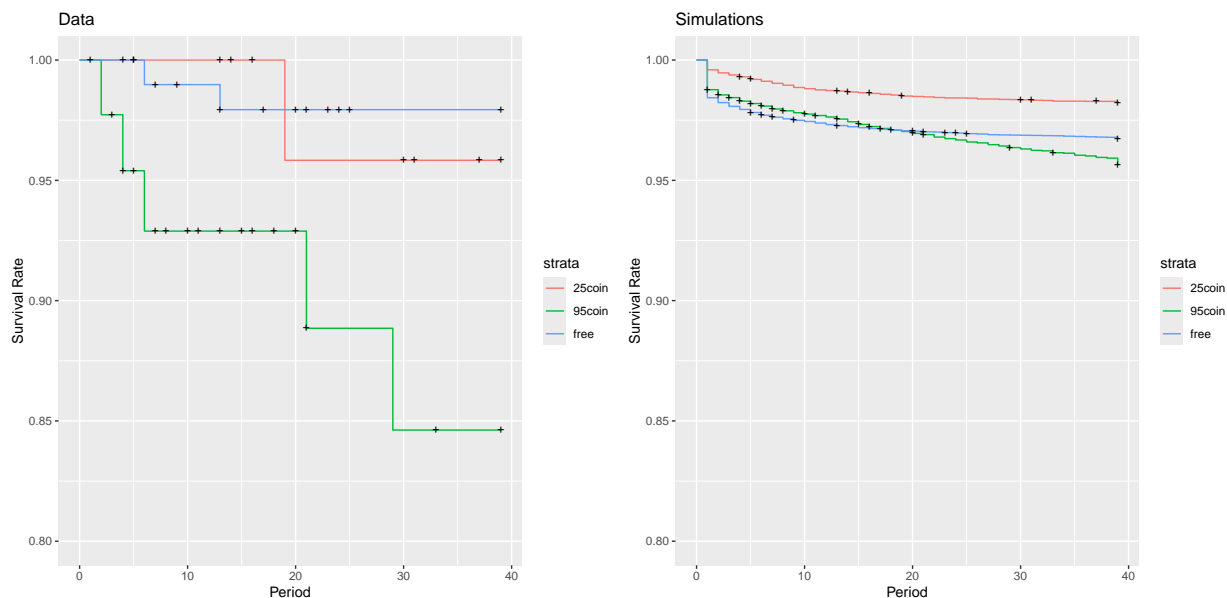 Data
1.00
0.95
0.90
0.85
0.80
Survival Rate
0
10
20
30
40
Period
strata
25coin
95coin
free
Simulations
1.00
0.95
0.90
0.85
0.80
Survival Rate
0
10
20
30
40
Period
strata
25coin
95coin
free